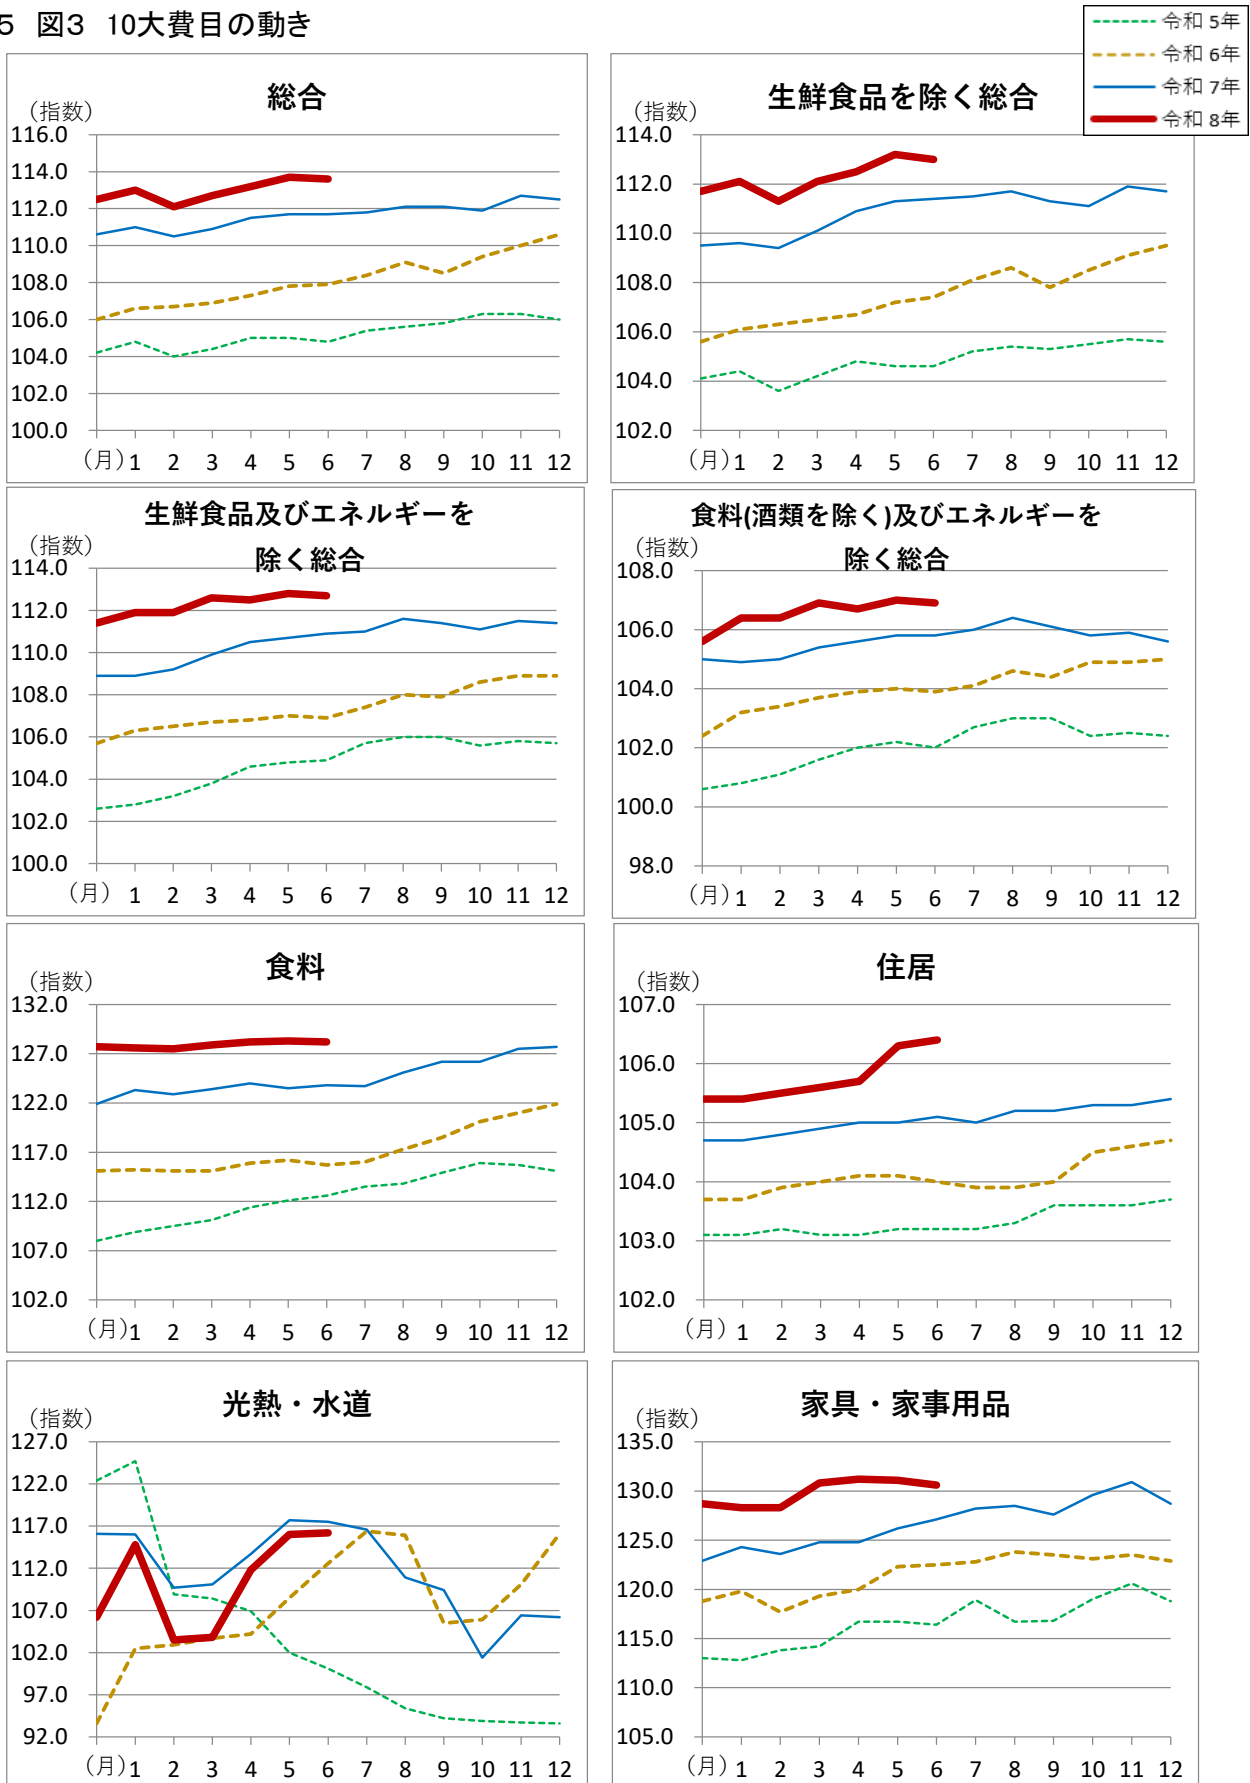 5 図3 10大費目の動き
令和 5年
令和 6年
令和 7年
令和 8年
総合
（指数）
116.0
114.0
112.0
110.0
108.0
106.0
104.0
102.0
100.0
（月） 1 2 3 4 5 6 7 8 9 10 11 12
生鮮食品を除く総合
（指数）
114.0
112.0
110.0
108.0
106.0
104.0
102.0
（月） 1 2 3 4 5 6 7 8 9 10 11 12
生鮮食品及びエネルギーを
除く総合
（指数）
114.0
112.0
110.0
108.0
106.0
104.0
102.0
100.0
（月） 1 2 3 4 5 6 7 8 9 10 11 12
食料(酒類を除く)及びエネルギーを
除く総合
（指数）
108.0
106.0
104.0
102.0
100.0
98.0
（月） 1 2 3 4 5 6 7 8 9 10 11 12
食料
（指数）
132.0
127.0
122.0
117.0
112.0
107.0
102.0
（月） 1 2 3 4 5 6 7 8 9 10 11 12
住居
（指数）
107.0
106.0
105.0
104.0
103.0
102.0
（月） 1 2 3 4 5 6 7 8 9 10 11 12
光熱・水道
（指数）
127.0
122.0
117.0
112.0
107.0
102.0
97.0
92.0
（月） 1 2 3 4 5 6 7 8 9 10 11 12
家具・家事用品
（指数）
135.0
130.0
125.0
120.0
115.0
110.0
105.0
（月） 1 2 3 4 5 6 7 8 9 10 11 12